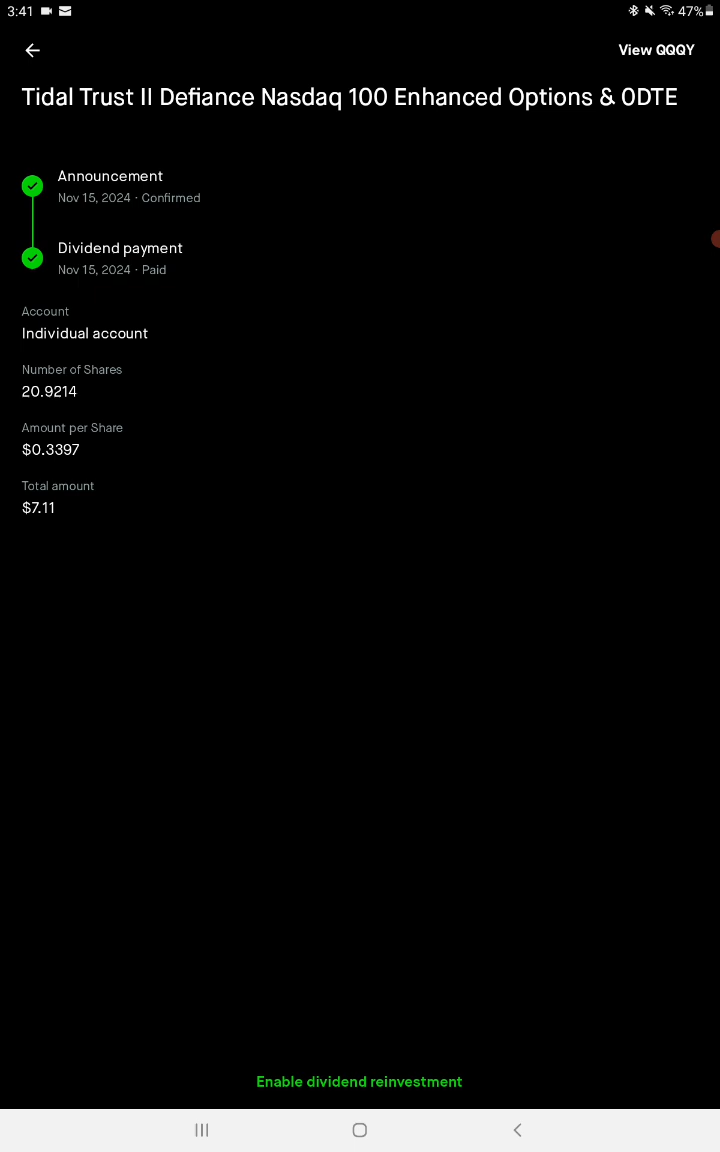 3:41
47%
View QQQY
Tidal Trust II Defiance Nasdaq 100 Enhanced Options & 0DTE
Announcement
Nov 15, 2024 · Confirmed
Dividend payment
Nov 15, 2024 · Paid
Account
Individual account
Number of Shares
20.9214
Amount per Share
$0.3397
Total amount
$7.11
Enable dividend reinvestment